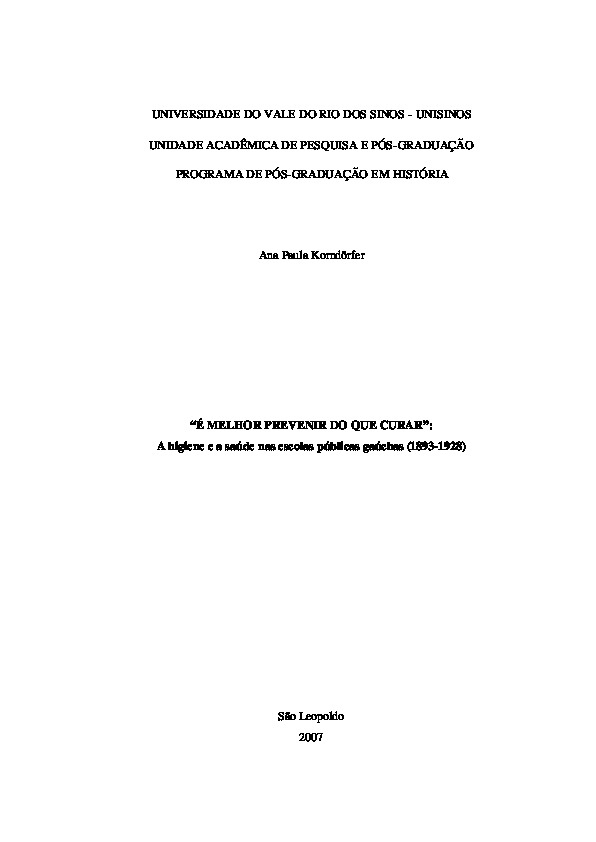 UNIVERSIDADE DO VALE DO RIO DOS SINOS - UNISINOS
UNIDADE ACADÊMICA DE PESQUISA E PÓS-GRADUAÇÃO
PROGRAMA DE PÓS-GRADUAÇÃO EM HISTÓRIA
Ana Paula Korndörfer
“É MELHOR PREVENIR DO QUE CURAR”:
A higiene e a saúde nas escolas públicas gaúchas (1893-1928)
São Leopoldo
2007